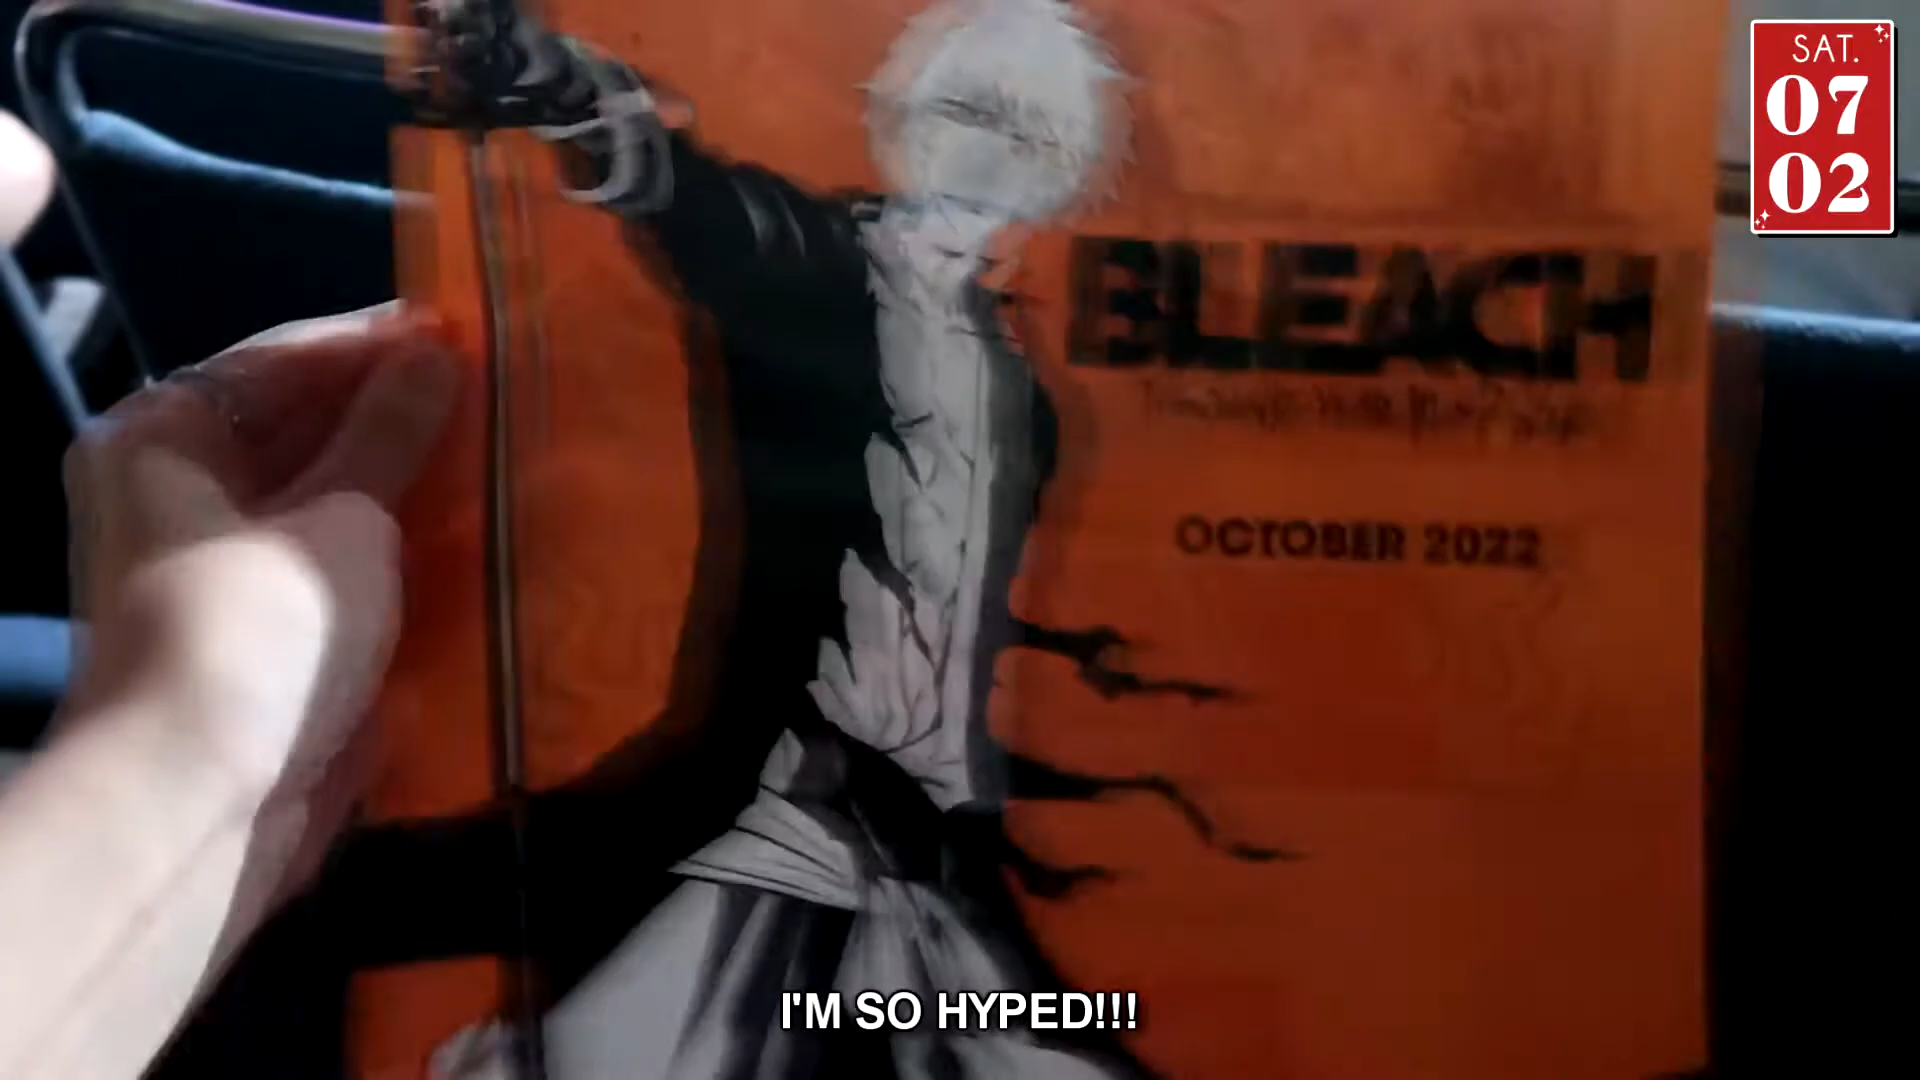 SAT.
07
02
BLEACH
OCTOBER 2022
I'M SO HYPED!!!